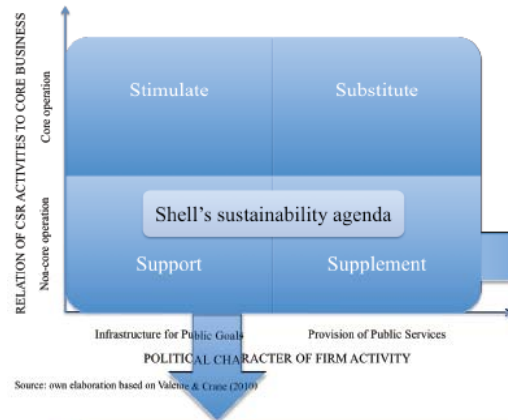 RELATION OF CSR ACTIVITES TO CORE BUSINESS
Core operation
Non-core operation
Stimulate
Substitute
Shell's sustainability agenda
Support
Supplement
Infrastructure for Public Goals
Provision of Public Services
POLITICAL CHARACTER OF FIRM ACTIVITY
Source: own elaboration based on Valente & Crane (2010)